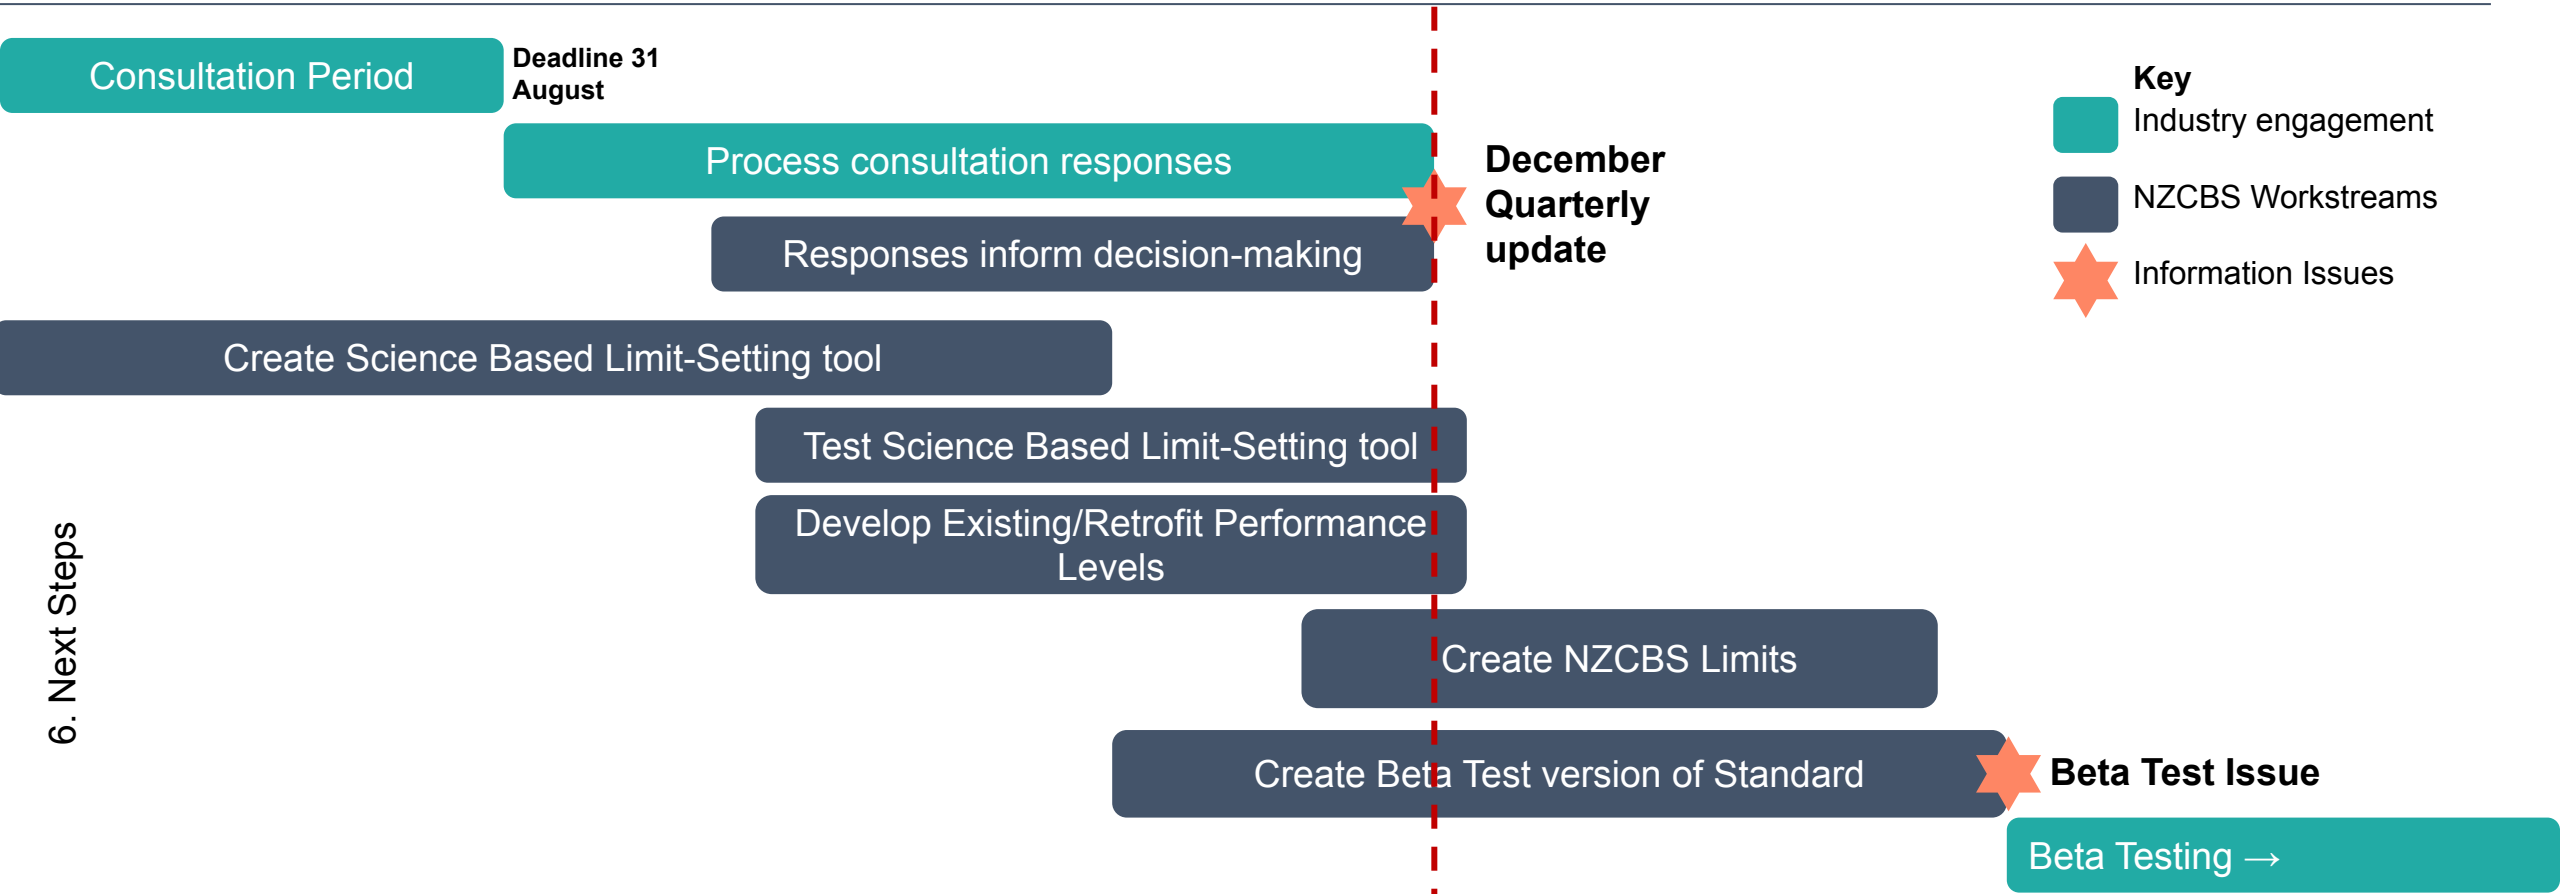 Consultation Period
Deadline 31
August
Key
Industry engagement
Process consultation responses
December
Quarterly
update
NZCBS Workstreams
Responses inform decision-making
Information Issues
Create Science Based Limit-Setting tool
Test Science Based Limit-Setting tool
Develop Existing/Retrofit Performance
Levels
6. Next Steps
Create NZCBS Limits
Create Beta Test version of Standard
Beta Test Issue
Beta Testing →